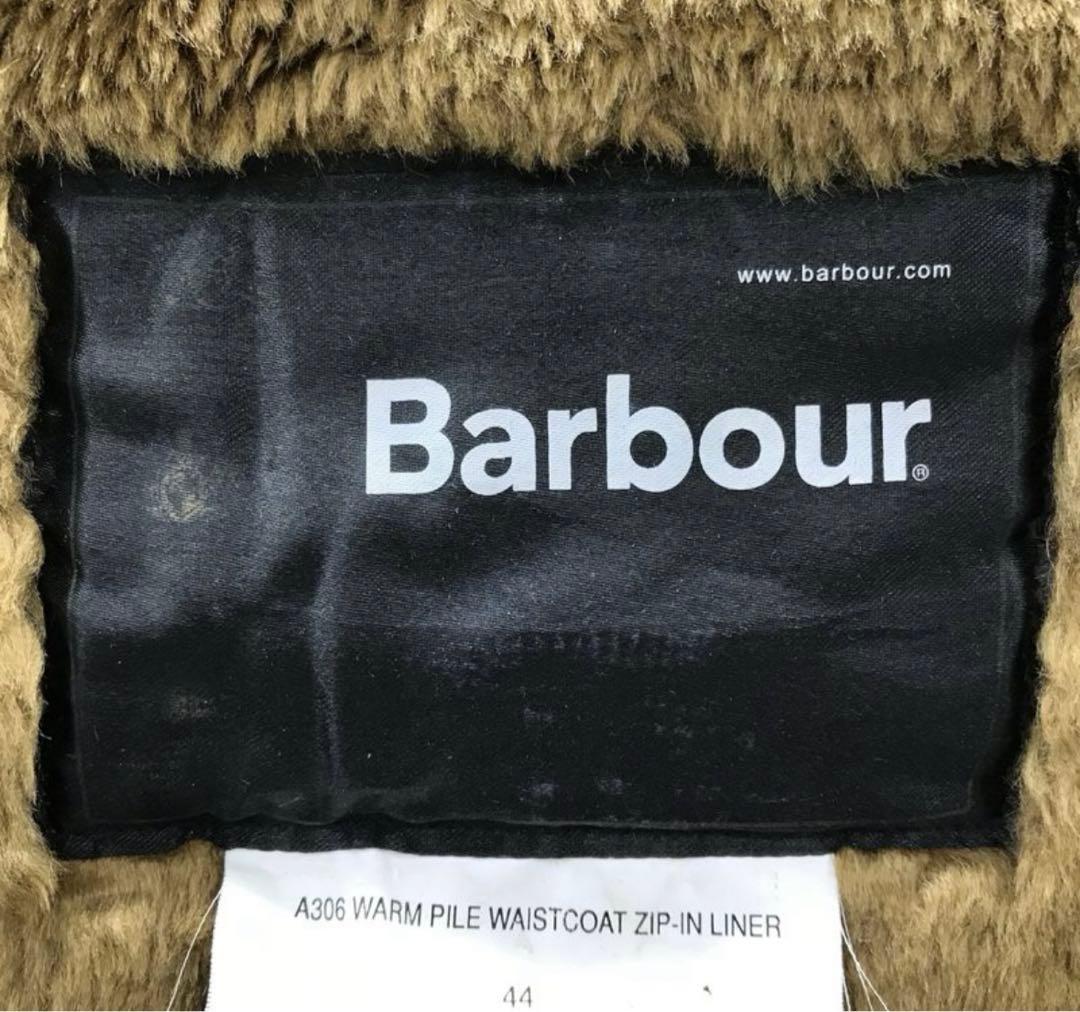 www.barbour.com
Barbour®
A306 WARM PILE WAISTCOAT ZIP-IN LINER
44